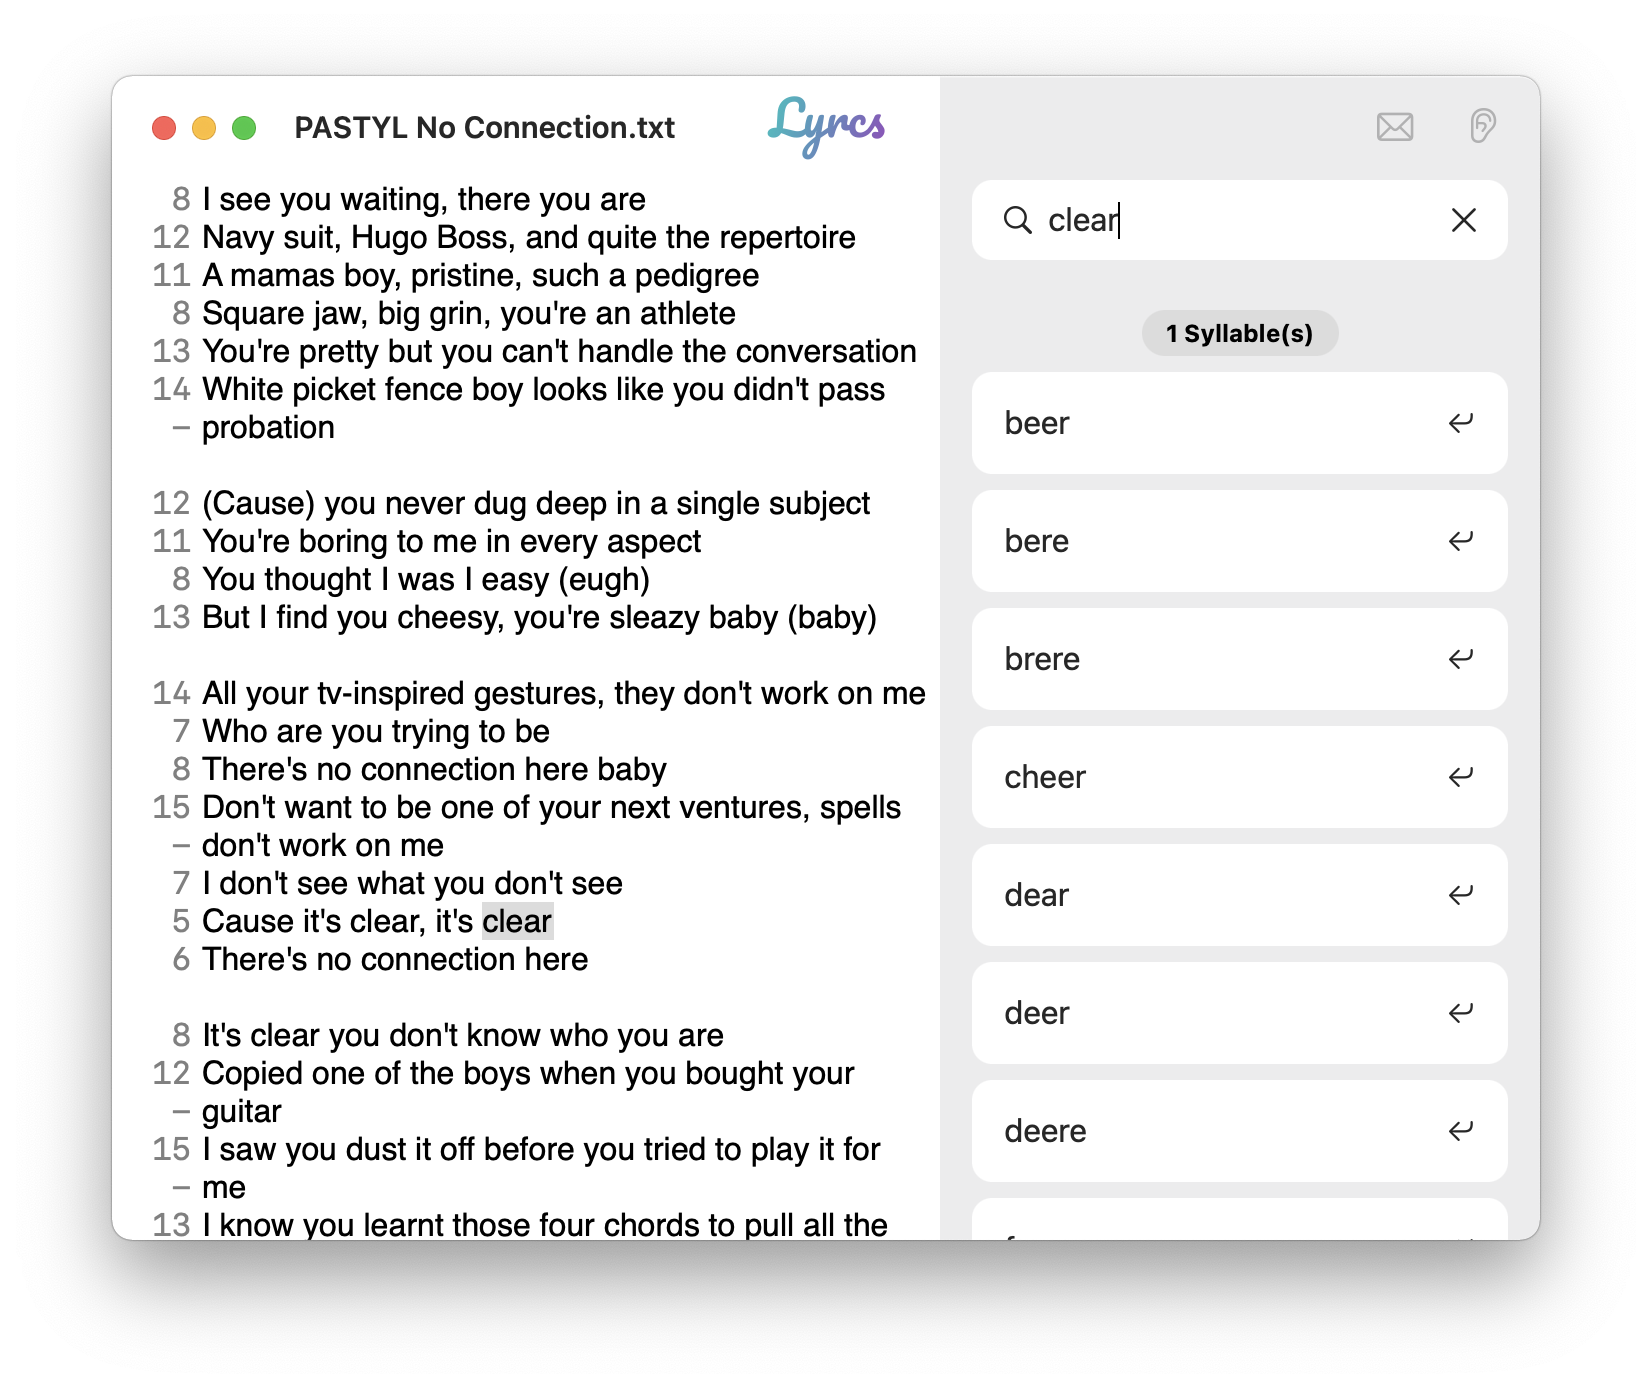 PASTYL No Connection.txt
Lyrcs
8 I see you waiting, there you are
12 Navy suit, Hugo Boss, and quite the repertoire
11 A mamas boy, pristine, such a pedigree
8 Square jaw, big grin, you're an athlete
13 You're pretty but you can't handle the conversation
14 White picket fence boy looks like you didn't pass
– probation
12 (Cause) you never dug deep in a single subject
11 You're boring to me in every aspect
8 You thought I was I easy (eugh)
13 But I find you cheesy, you're sleazy baby (baby)
14 All your tv-inspired gestures, they don't work on me
7 Who are you trying to be
8 There's no connection here baby
15 Don't want to be one of your next ventures, spells
– don't work on me
7 I don't see what you don't see
5 Cause it's clear, it's clear
6 There's no connection here
8 It's clear you don't know who you are
12 Copied one of the boys when you bought your
– guitar
15 I saw you dust it off before you tried to play it for
– me
13 I know you learnt those four chords to pull all the
clear
1 Syllable(s)
beer
bere
brere
cheer
dear
deer
deere